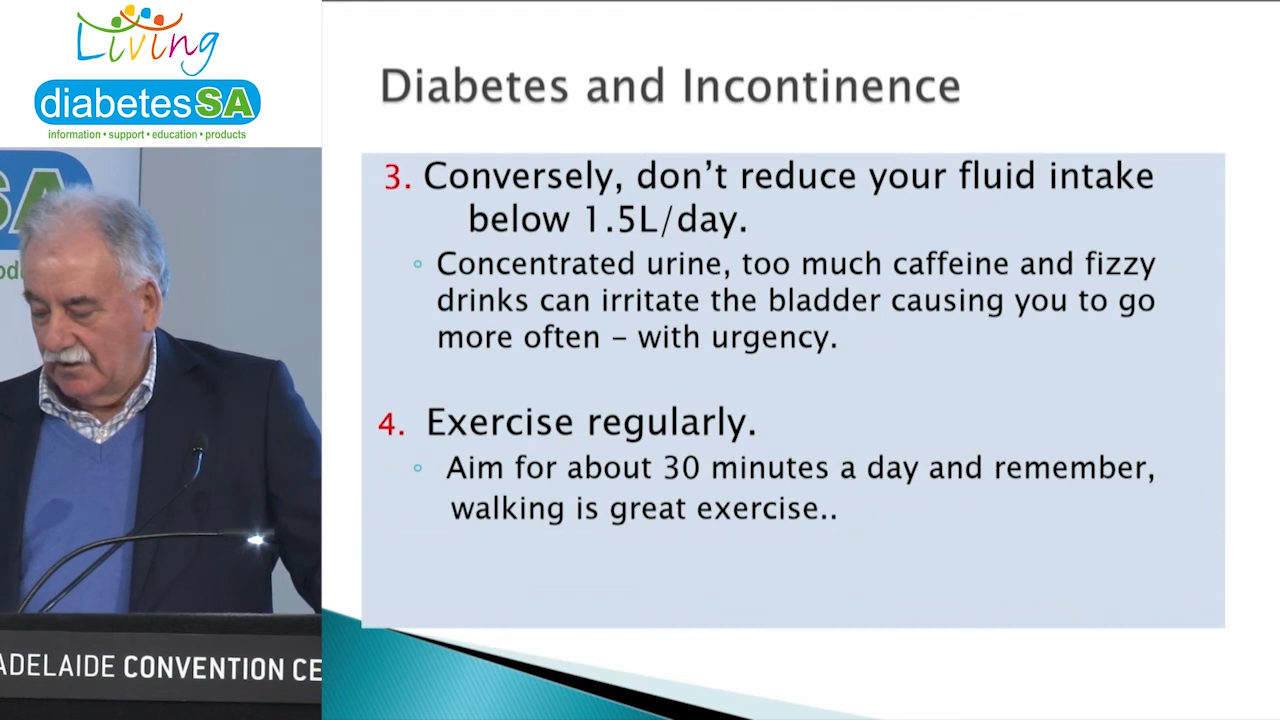 Living
diabetesSA
information • support • education • products
SA
Diabetes and Incontinence
3. Conversely, don’t reduce your fluid intake
below 1.5L/day.
◦ Concentrated urine, too much caffeine and fizzy
drinks can irritate the bladder causing you to go
more often – with urgency.
4. Exercise regularly.
◦ Aim for about 30 minutes a day and remember,
walking is great exercise..
ADELAIDE CONVENTION CE